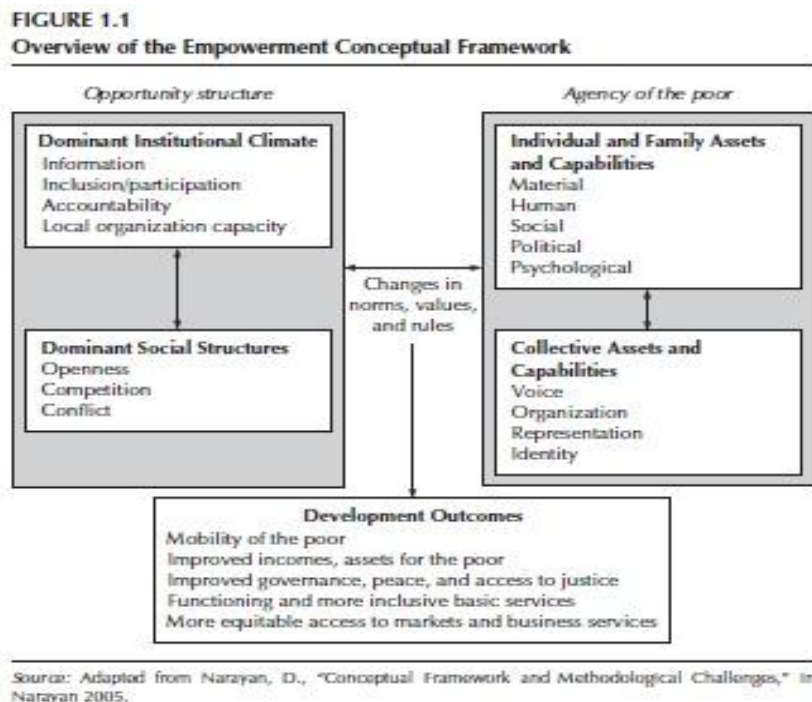 FIGURE 1.1
Overview of the Empowerment Conceptual Framework
Opportunity structure
Dominant Institutional Climate
Information
Inclusion/participation
Accountability
Local organization capacity
Dominant Social Structures
Openness
Competition
Conflict
Changes in
norms, values,
and rules
Agency of the poor
Individual and Family Assets
and Capabilities
Material
Human
Social
Political
Psychological
Collective Assets and
Capabilities
Voice
Organization
Representation
Identity
Development Outcomes
Mobility of the poor
Improved incomes, assets for the poor
Improved governance, peace, and access to justice
Functioning and more inclusive basic services
More equitable access to markets and business services
Source: Adapted from Narayan, D., "Conceptual Framework and Methodological Challenges," In
Narayan 2005.